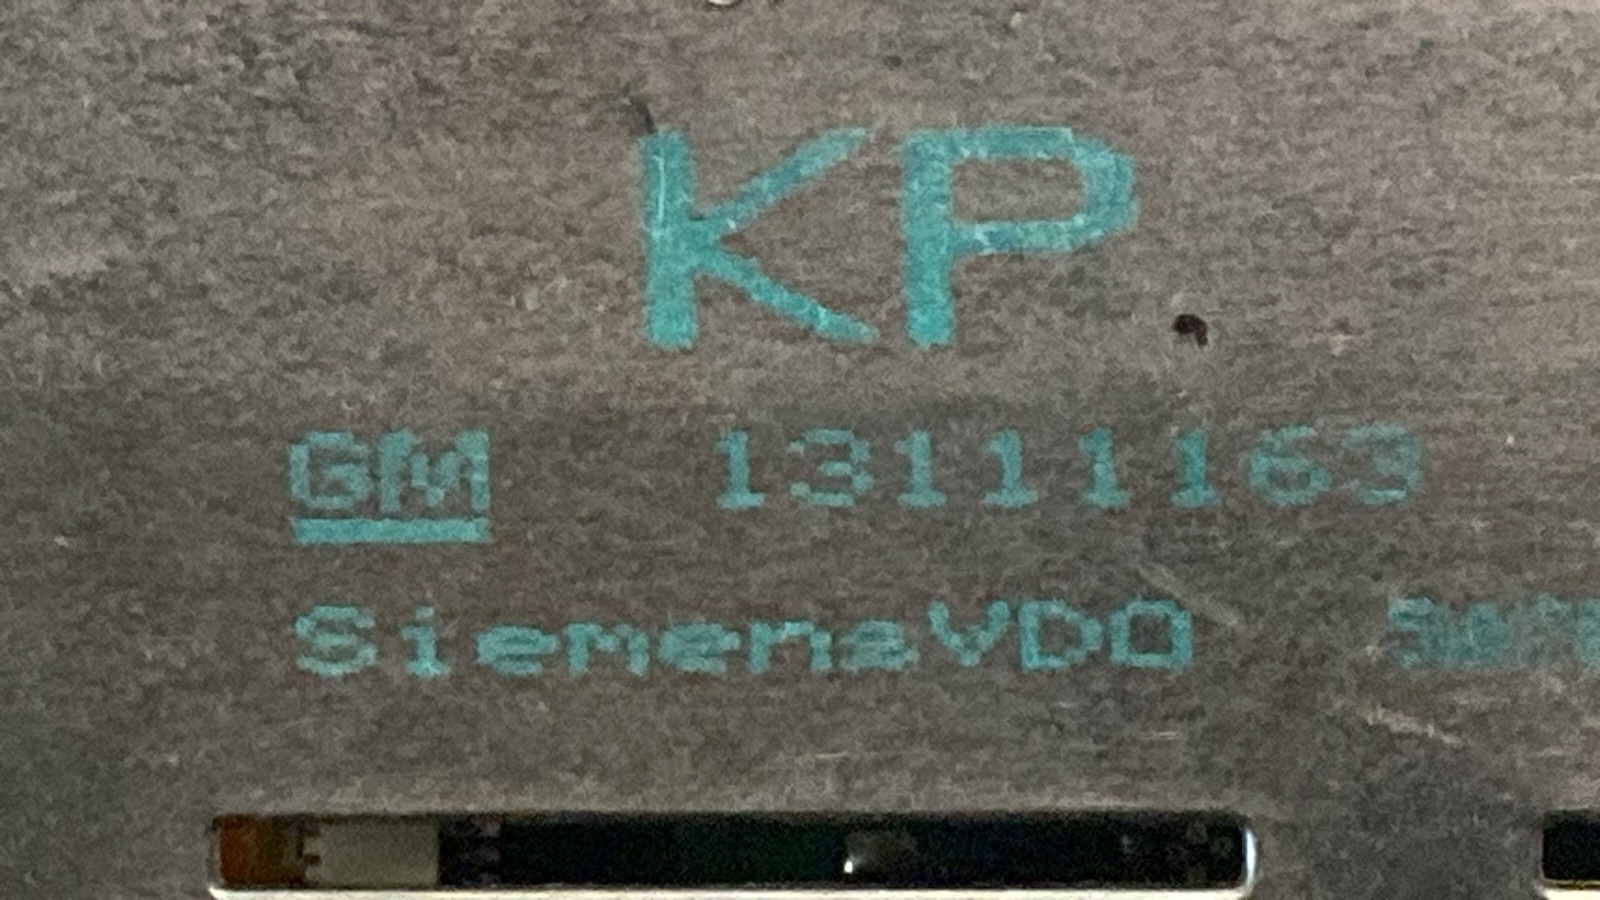 KP
GM 13111163
SiemensVDO